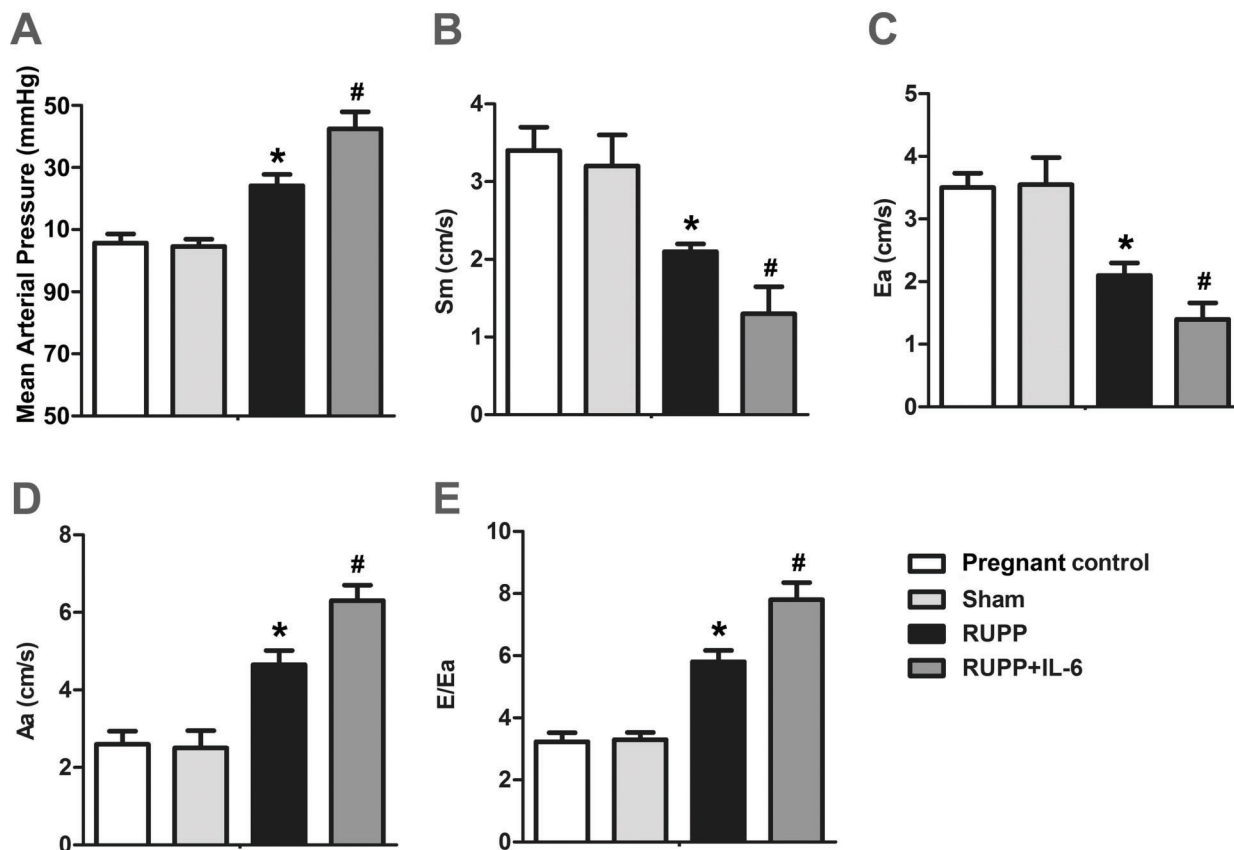 A
Mean Arterial Pressure (mmHg)
50
30
10
90
70
50
*
#
B
Sm (cm/s)
4
3
2
1
0
*
#
C
Ea (cm/s)
5
4
3
2
1
0
*
#
D
Aa (cm/s)
8
6
4
2
0
*
#
E
E/Ea
10
8
6
4
2
0
*
#
Pregnant control
Sham
RUPP
RUPP+IL-6